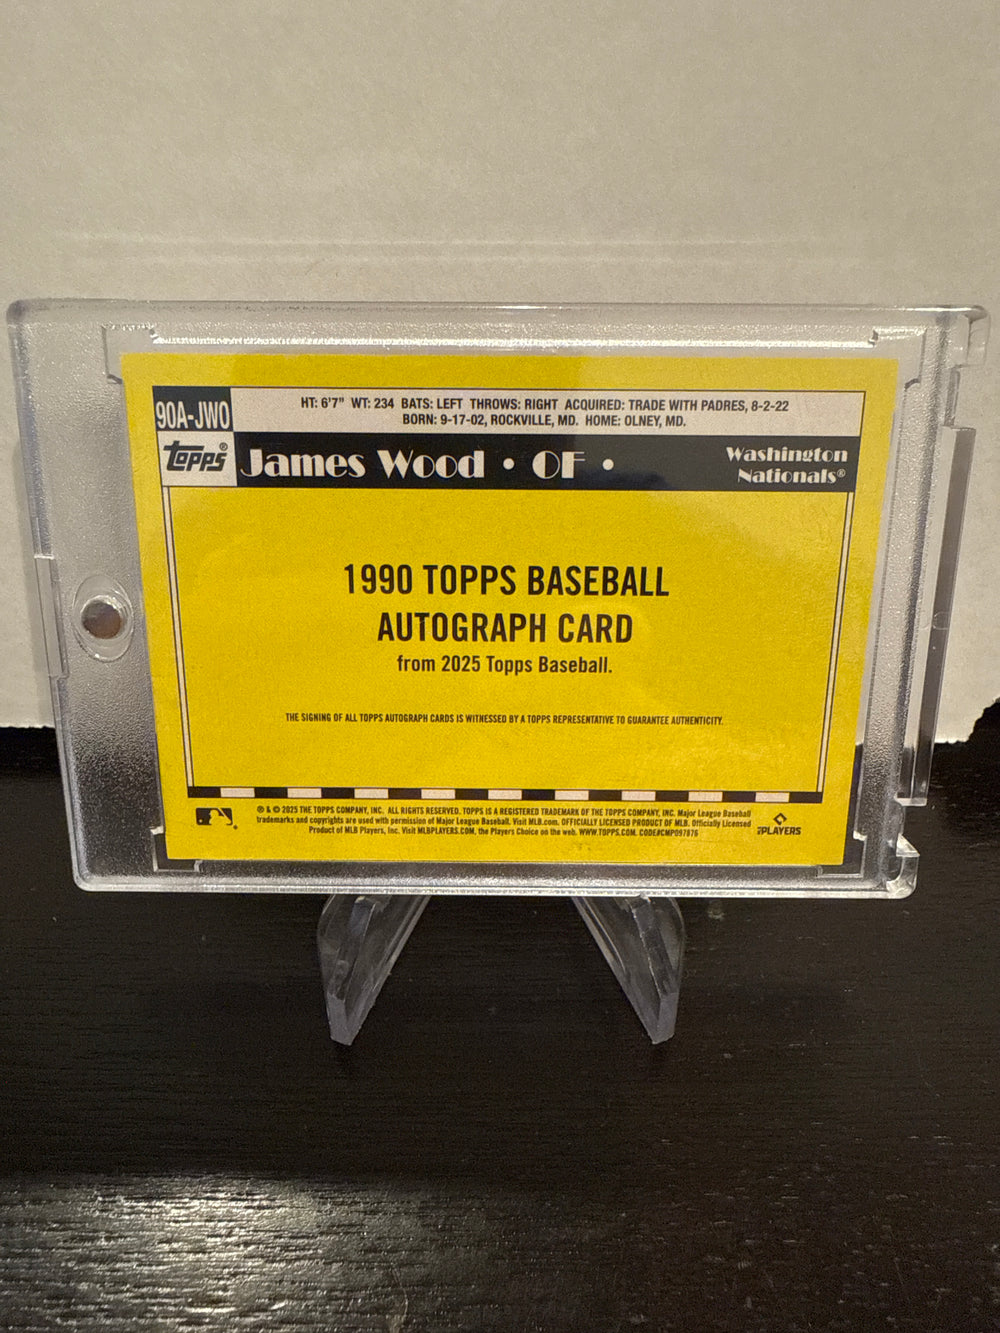 90A-JWO
HT: 6'7" WT: 234 BATS: LEFT THROWS: RIGHT ACQUIRED: TRADE WITH PADRES, 8-2-22
BORN: 9-17-02, ROCKVILLE, MD. HOME: OLNEY, MD.
Topps®
James Wood • OF •
Washington
Nationals®
1990 TOPPS BASEBALL
AUTOGRAPH CARD
from 2025 Topps Baseball.
THE SIGNING OF ALL TOPPS AUTOGRAPH CARDS IS WITNESSED BY A TOPPS REPRESENTATIVE TO GUARANTEE AUTHENTICITY.
® & © 2025 THE TOPPS COMPANY, INC. ALL RIGHTS RESERVED. TOPPS IS A REGISTERED TRADEMARK OF THE TOPPS COMPANY, INC. Major League Baseball
trademarks and copyrights are used with permission of Major League Baseball. Visit MLB.com. OFFICIALLY LICENSED PRODUCT OF MLB. Officially Licensed
Product of MLB Players, Inc. Visit MLBPLAYERS.COM, the Players Choice on the web. WWW.TOPPS.COM. CODE#CMP097876
MLB PLAYERS